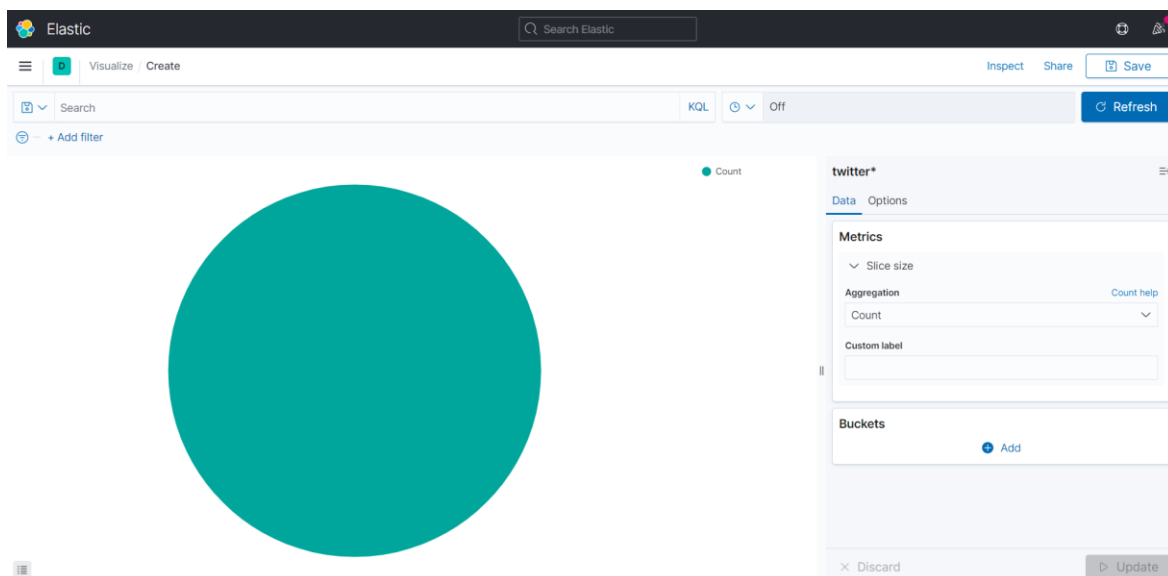 Elastic
Search Elastic
D
Visualize / Create
Inspect
Share
Save
Search
KQL
Off
Refresh
+ Add filter
Count
twitter*
Data
Options
Metrics
Slice size
Aggregation
Count help
Count
Custom label
Buckets
Add
× Discard
Update